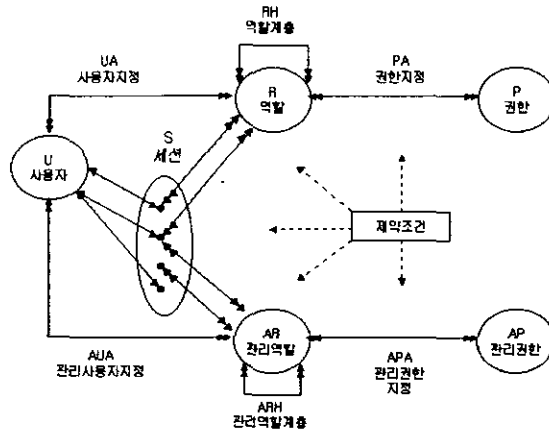 RH
역할계층
UA
사용자지정
PA
권한지정
R
역할
P
권한
S
세션
U
사용자
제약조건
AR
관리역할
AP
관리권한
AUA
관리사용자지정
APA
관리권한
지정
ARH
관리역할계층